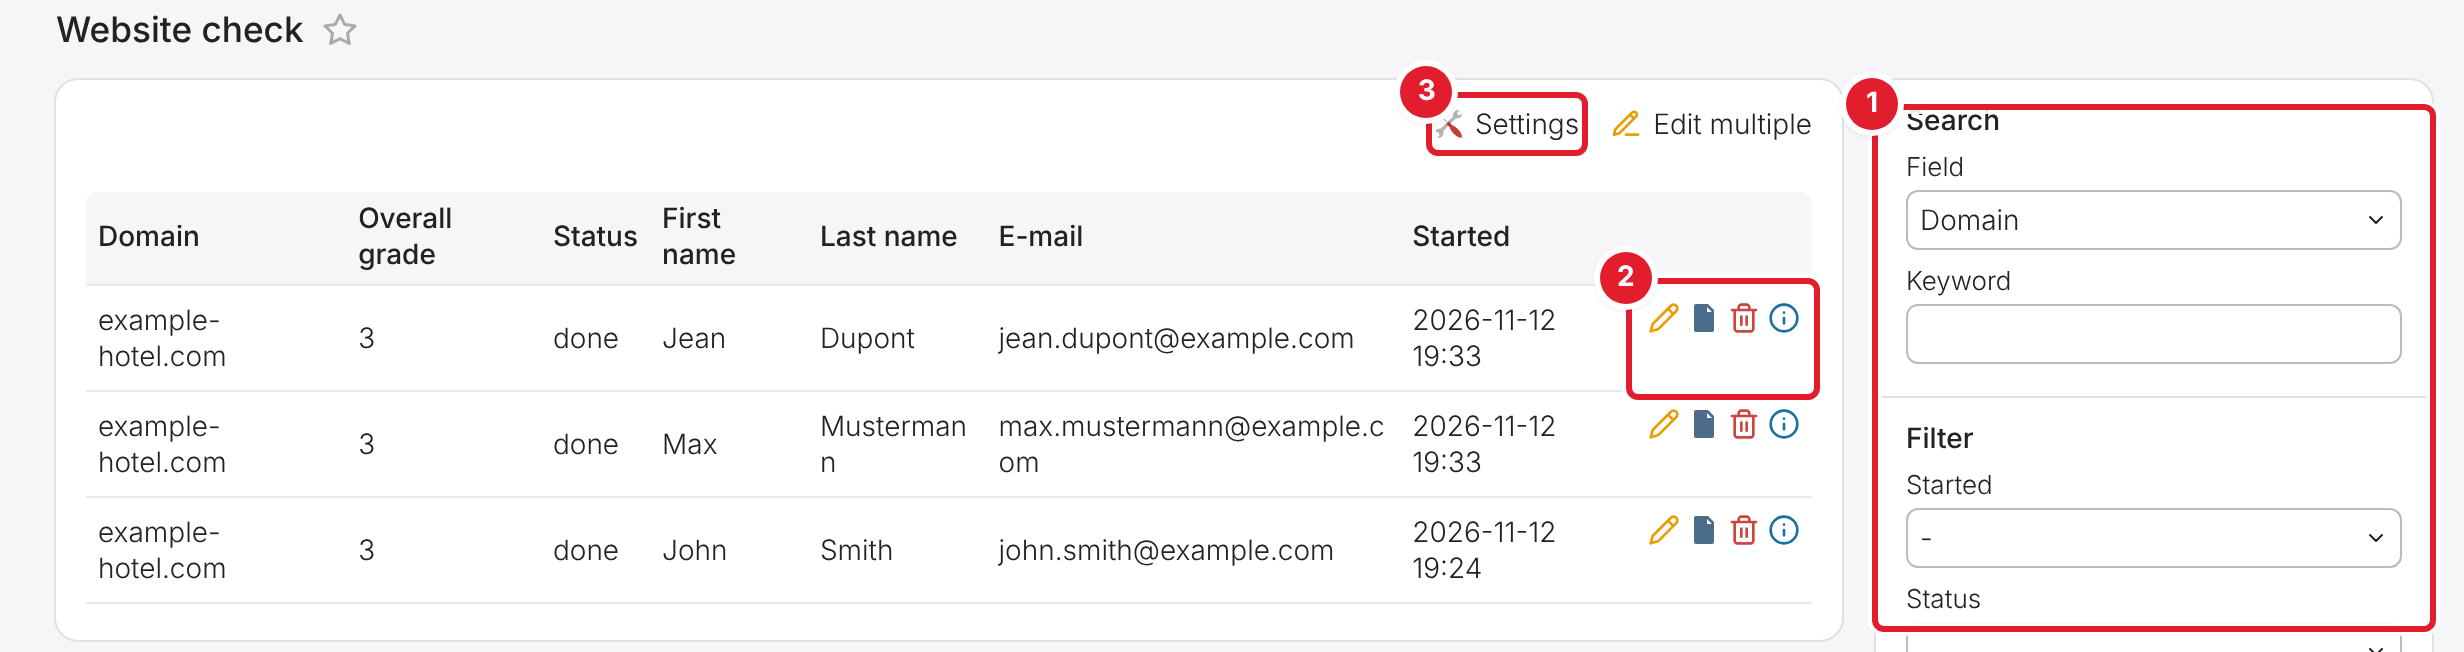 Website check
3
Settings
Edit multiple
Domain
Overall grade
Status
First name
Last name
E-mail
Started
2
example-
hotel.com
3
done
Jean
Dupont
jean.dupont@example.com
2026-11-12
19:33
example-
hotel.com
3
done
Max
Musterman
n
max.mustermann@example.c
om
2026-11-12
19:33
example-
hotel.com
3
done
John
Smith
john.smith@example.com
2026-11-12
19:24
1
Search
Field
Domain
Keyword
Filter
Started
-
Status